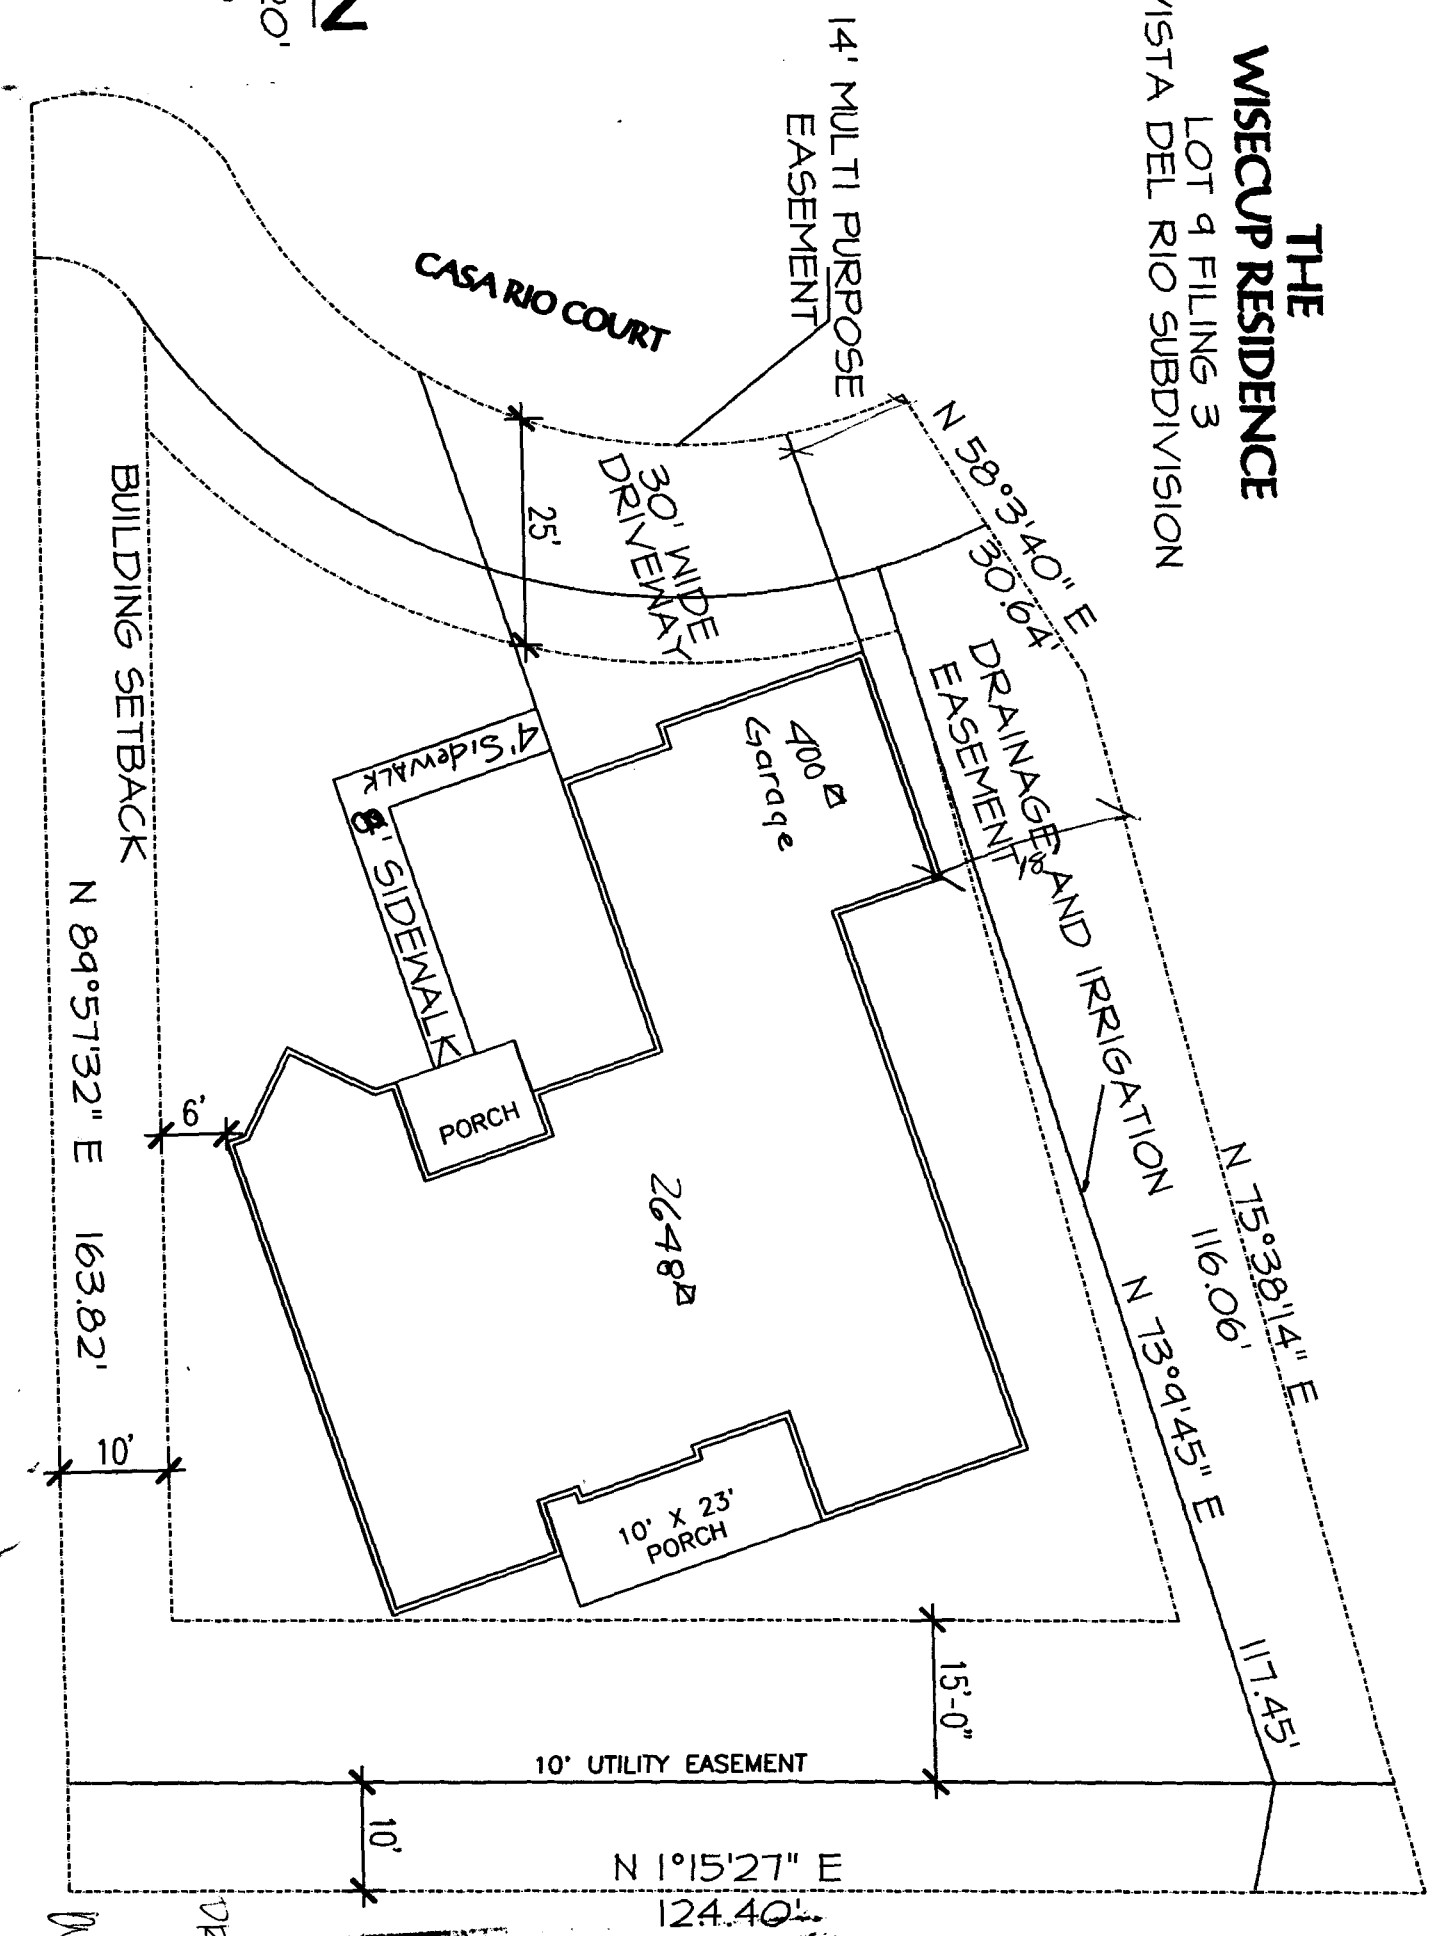 THE
WISECUP RESIDENCE
LOT 9 FILING 3
VISTA DEL RIO SUBDIVISION
N
20'
14' MULTI PURPOSE
EASEMENT
CASA RIO COURT
N 58°3'40" E
30.64'
30' WIDE
DRIVEWAY
25'
DRAINAGE AND IRRIGATION
EASEMENT
18'
400
Garage
4' SIDEWALK
' SIDEWALK
BUILDING SETBACK
N 89°57'32" E 163.82'
6'
PORCH
2648
N 75°38'14" E
116.06'
N 73°9'45" E
117.45'
10'
10' X 23'
PORCH
15'-0"
10' UTILITY EASEMENT
10'
N 1°15'27" E
124.40'